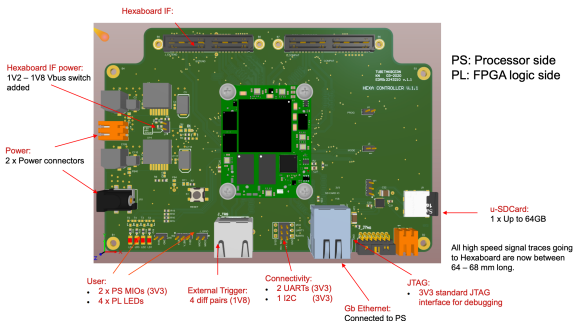 Hexaboard IF:
PS: Processor side
PL: FPGA logic side
Hexaboard IF power:
1V2 – 1V8 Vbus switch
added
HEXA CONTROLLER V.1.1
Power:
2 x Power connectors
u-SDCard:
1 x Up to 64GB
All high speed signal traces going
to Hexaboard are now between
64 – 68 mm long.
User:
• 2 x PS MIOs (3V3)
• 4 x PL LEDs
External Trigger:
4 diff pairs (1V8)
Connectivity:
• 2 UARTs (3V3)
• 1 I2C (3V3)
Gb Ethernet:
Connected to PS
JTAG:
• 3V3 standard JTAG
interface for debugging